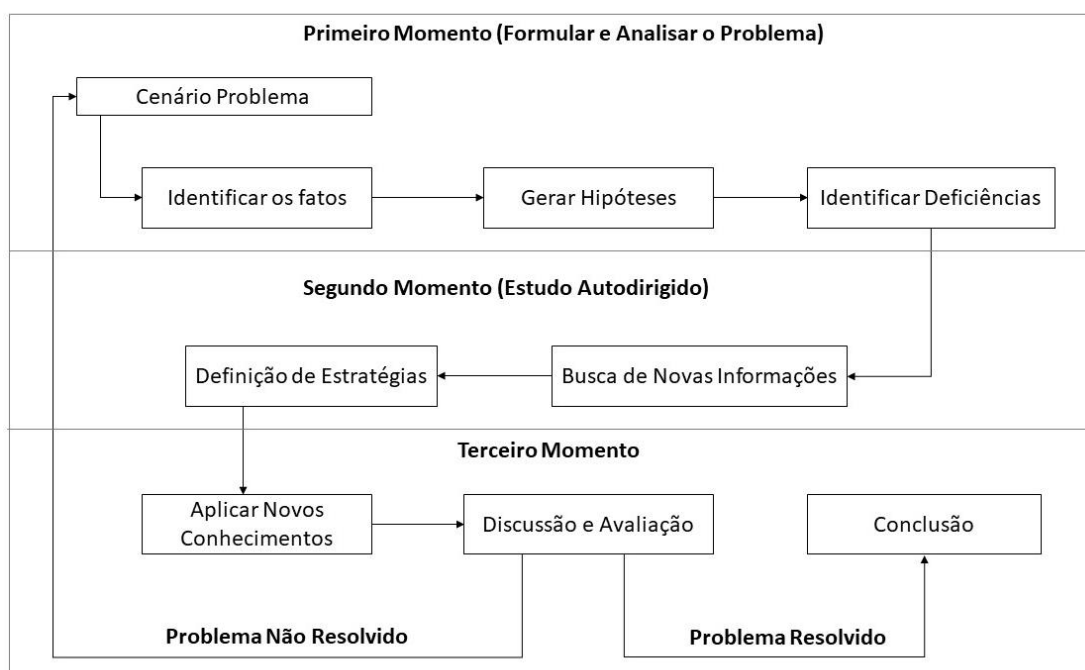 Primeiro Momento (Formular e Analisar o Problema)
Cenário Problema
Identificar os fatos
Gerar Hipóteses
Identificar Deficiências
Segundo Momento (Estudo Autodirigido)
Definição de Estratégias
Busca de Novas Informações
Terceiro Momento
Aplicar Novos
Conhecimentos
Discussão e Avaliação
Conclusão
Problema Não Resolvido
Problema Resolvido